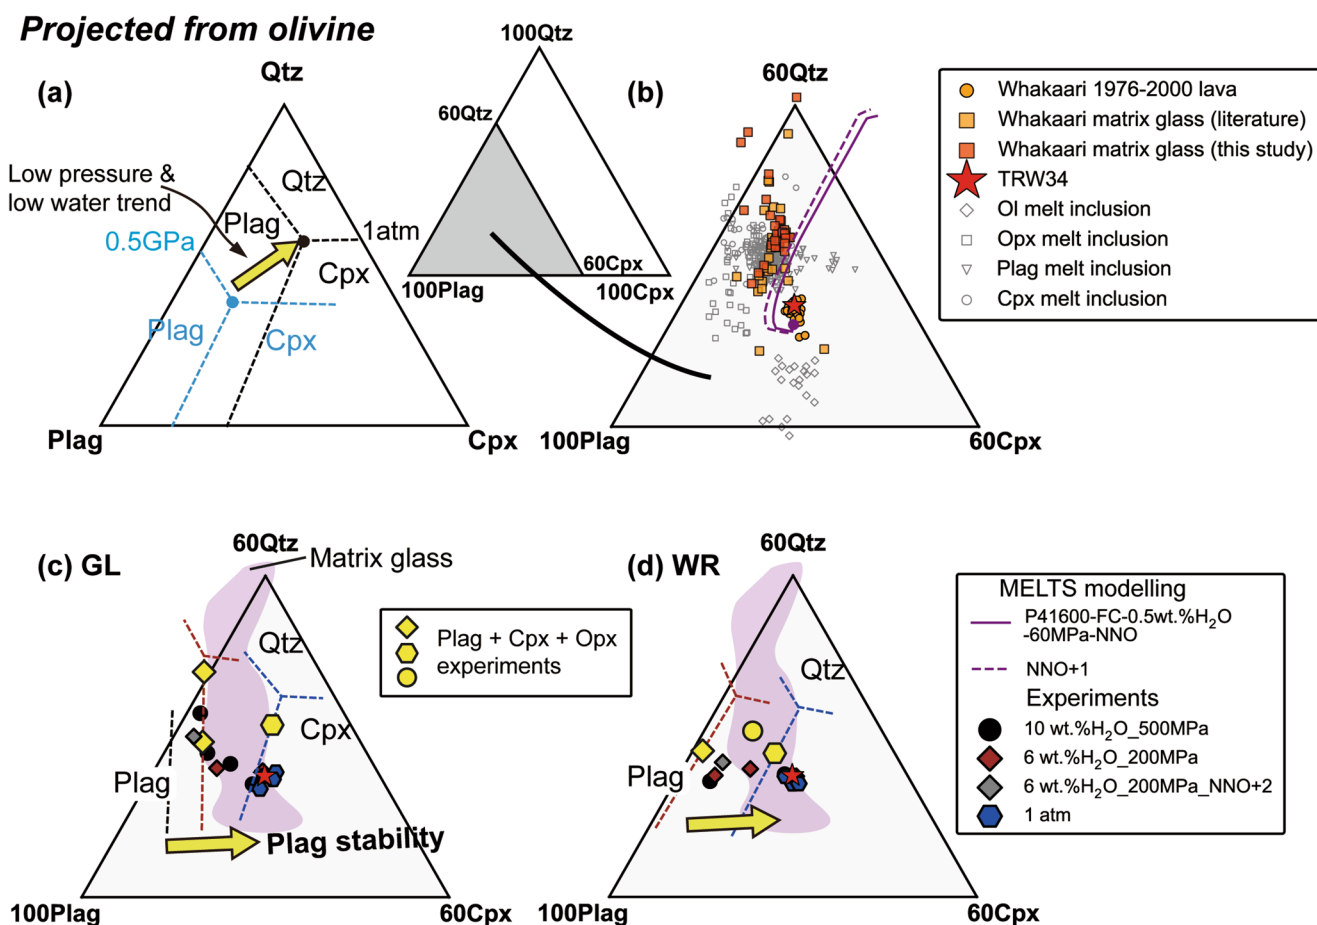 Projected from olivine
(a)
Qtz
Low pressure &
low water trend
Qtz
Plag
0.5GPa
1atm
Cpx
Plag
Cpx
Plag
Cpx
100Qtz
60Qtz
60Cpx
100Plag
100Cpx
(b)
60Qtz
100Plag
60Cpx
Whakaari 1976-2000 lava
Whakaari matrix glass (literature)
Whakaari matrix glass (this study)
TRW34
Ol melt inclusion
Opx melt inclusion
Plag melt inclusion
Cpx melt inclusion
(c) GL
60Qtz
Matrix glass
Qtz
Cpx
Plag
Plag stability
100Plag
60Cpx
Plag + Cpx + Opx
experiments
(d) WR
60Qtz
Qtz
Plag
100Plag
60Cpx
MELTS modelling
P41600-FC-0.5wt.%H₂O
-60MPa-NNO
NNO+1
Experiments
10 wt.%H₂O_500MPa
6 wt.%H₂O_200MPa
6 wt.%H₂O_200MPa_NNO+2
1 atm